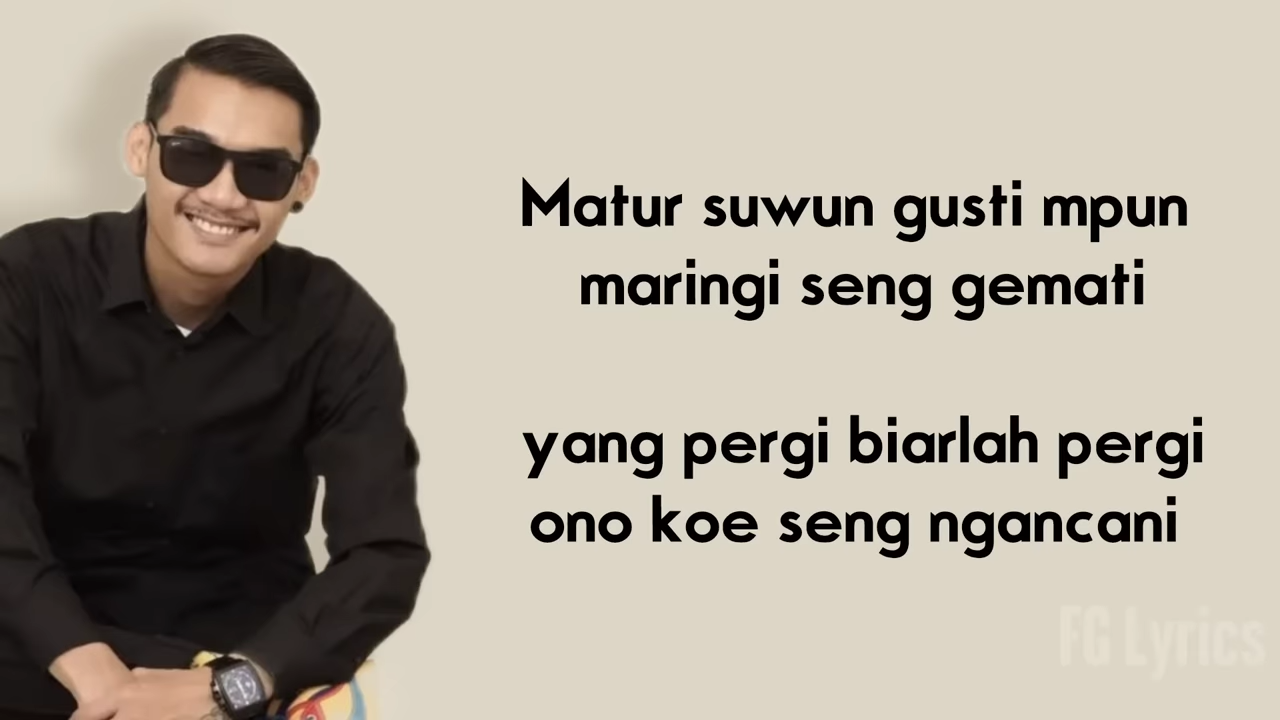 Matur suwun gusti mpun
maringi seng gemati
yang pergi biarlah pergi
ono koe seng ngancani
FG Lyrics